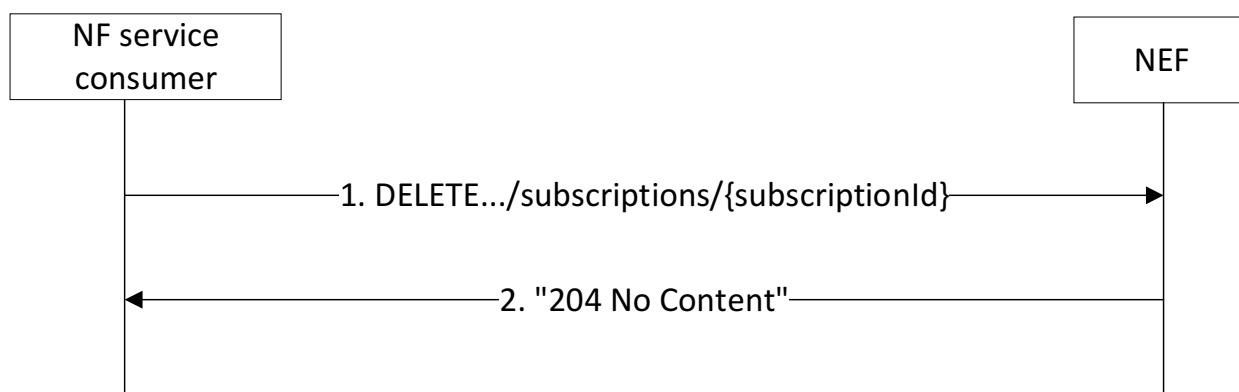 NF service
consumer
NEF
1. DELETE.../subscriptions/{subscriptionId}
2. "204 No Content"